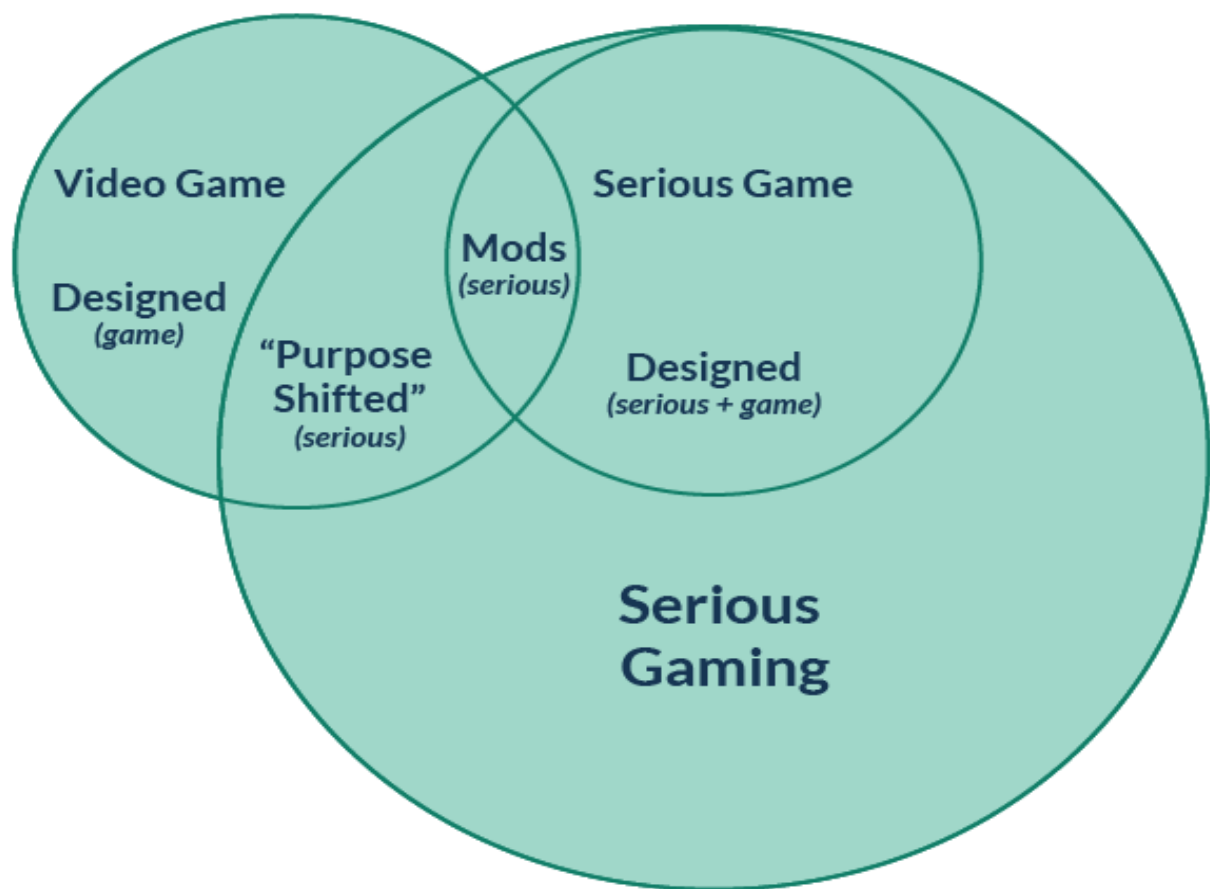 Video Game
Designed
(game)
“Purpose
Shifted”
(serious)
Mods
(serious)
Serious Game
Designed
(serious + game)
Serious
Gaming